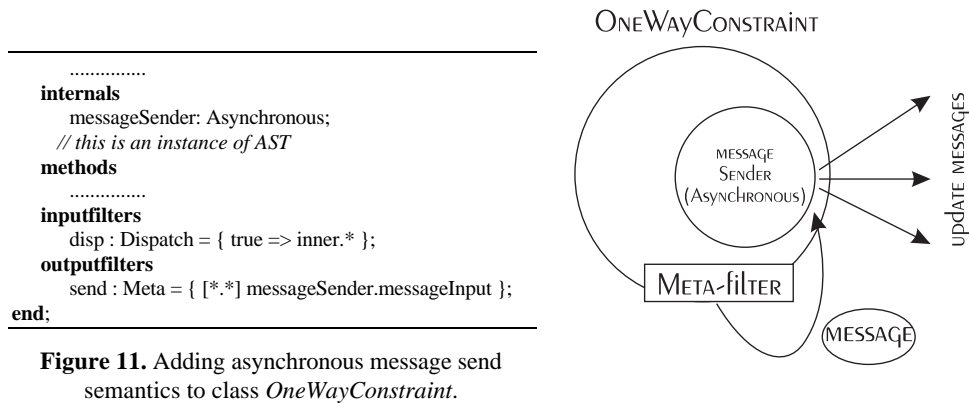 ...............
internals
messageSender: Asynchronous;
// this is an instance of AST
methods
...............
inputfilters
disp : Dispatch = { true => inner.* };
outputfilters
send : Meta = { [*.*] messageSender.messageInput };
end;
Figure 11. Adding asynchronous message send
semantics to class OneWayConstraint.
OneWayConstraint
message
Sender
(Asynchronous)
update messages
Meta-filter
message